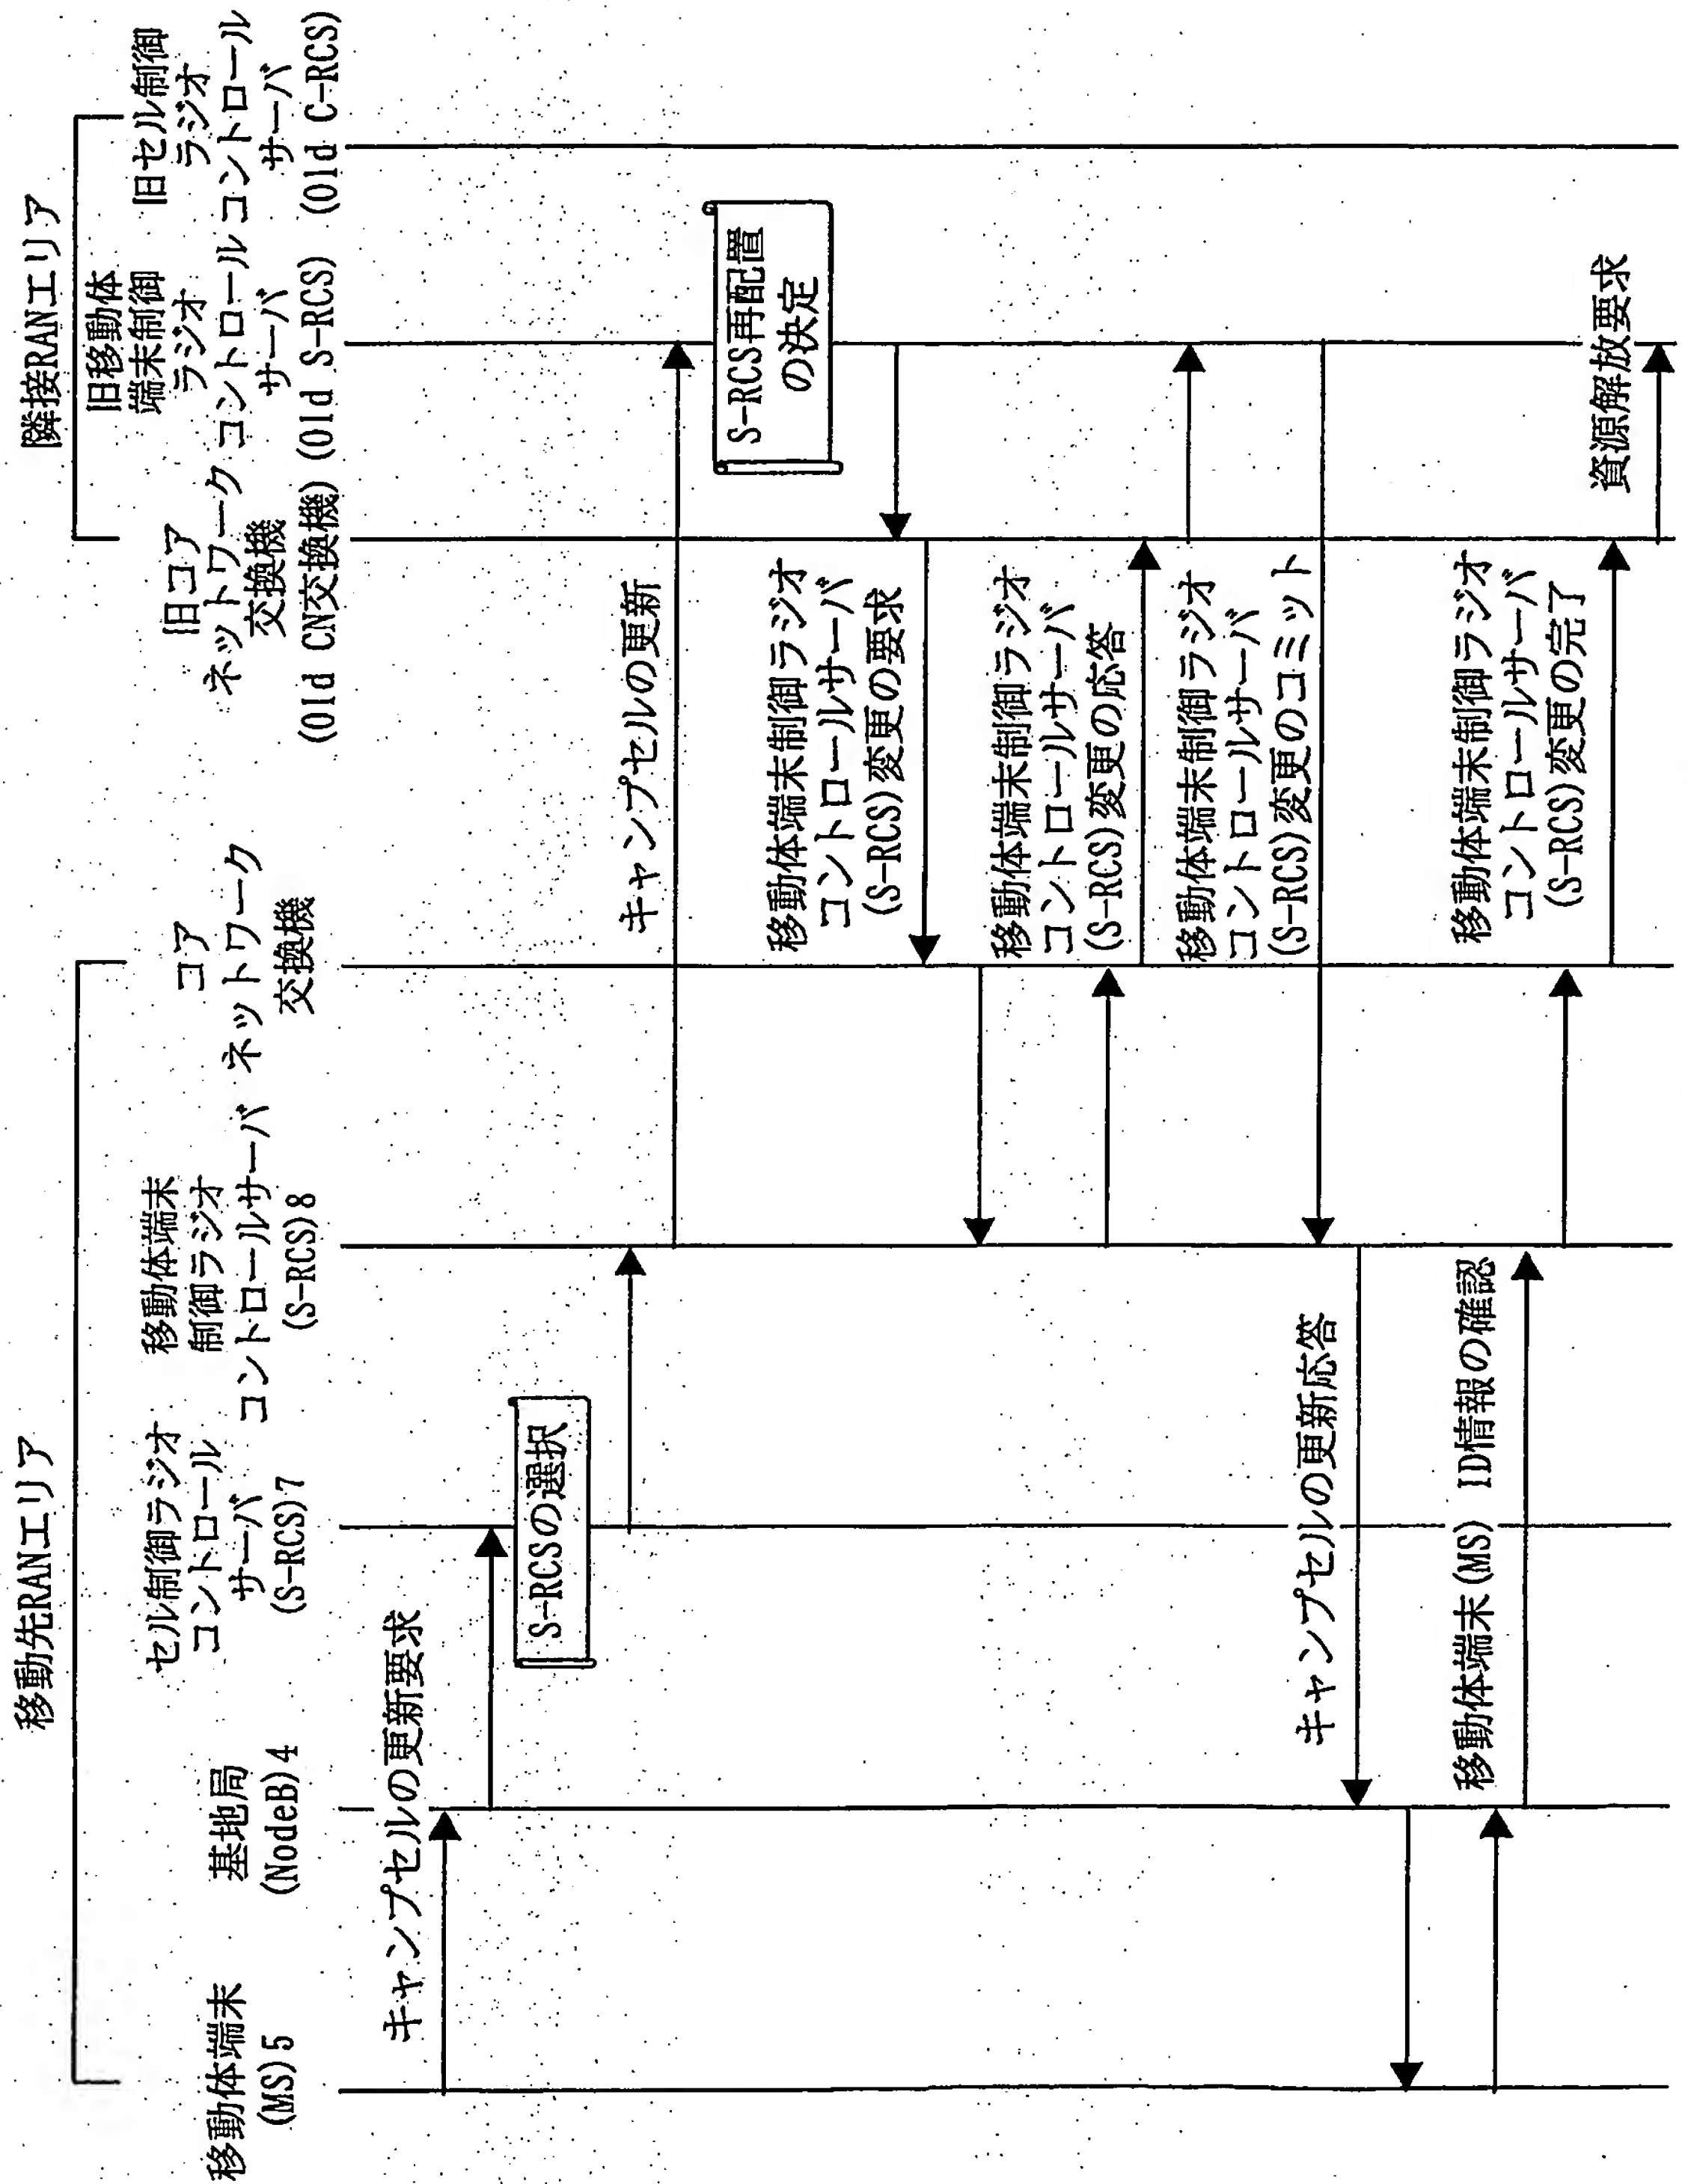 移動先RANエリア
隣接RANエリア
移動体端末
(MS)5
基地局
(NodeB)4
セル制御ラジオ
コントロール
サーバ
(S-RCS)7
移動体端末
制御ラジオ
コントロールサーバ
(S-RCS)8
コア
ネットワーク
交換機
旧コア
ネットワーク
交換機
(Old CN交換機)
旧移動体
端末制御
ラジオ
コントロール
サーバ
(Old S-RCS)
旧セル制御
ラジオ
コントロール
サーバ
(Old C-RCS)
キャンプセルの更新要求
S-RCSの選択
キャンプセルの更新
S-RCS再配置
の決定
移動体端末制御ラジオ
コントロールサーバ
(S-RCS)変更の要求
移動体端末制御ラジオ
コントロールサーバ
(S-RCS)変更の応答
移動体端末制御ラジオ
コントロールサーバ
(S-RCS)変更のコミット
キャンプセルの更新応答
移動体端末(MS) ID情報の確認
移動体端末制御ラジオ
コントロールサーバ
(S-RCS)変更の完了
資源解放要求